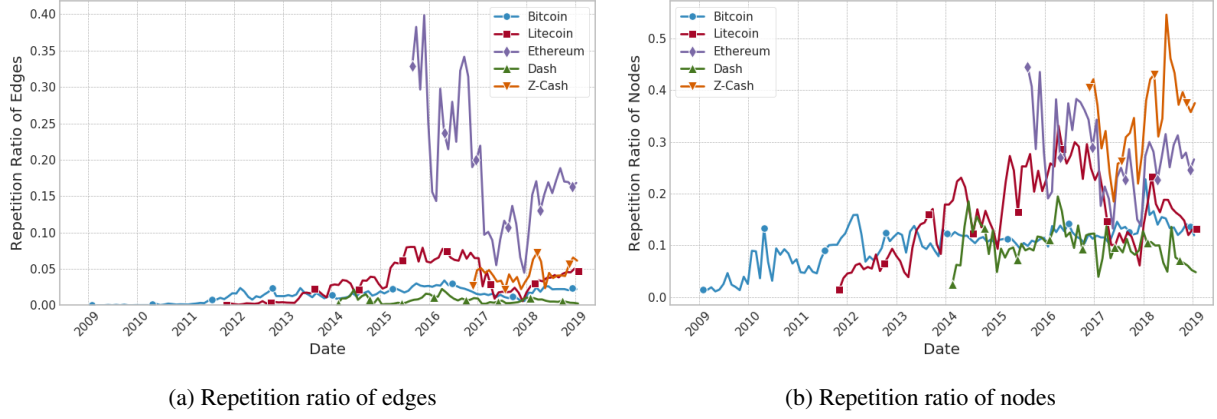 0.40
0.35
0.30
0.25
0.20
0.15
0.10
0.05
0.00
Repetition Ratio of Edges
Bitcoin
Litecoin
Ethereum
Dash
Z-Cash
2009
2010
2011
2012
2013
2014
2015
2016
2017
2018
2019
Date
(a) Repetition ratio of edges
0.5
0.4
0.3
0.2
0.1
0.0
Repetition Ratio of Nodes
Bitcoin
Litecoin
Ethereum
Dash
Z-Cash
2009
2010
2011
2012
2013
2014
2015
2016
2017
2018
2019
Date
(b) Repetition ratio of nodes